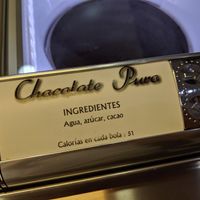 Chocolate Puro
INGREDIENTES
Agua, azúcar, cacao
Calorías en cada bola : 51